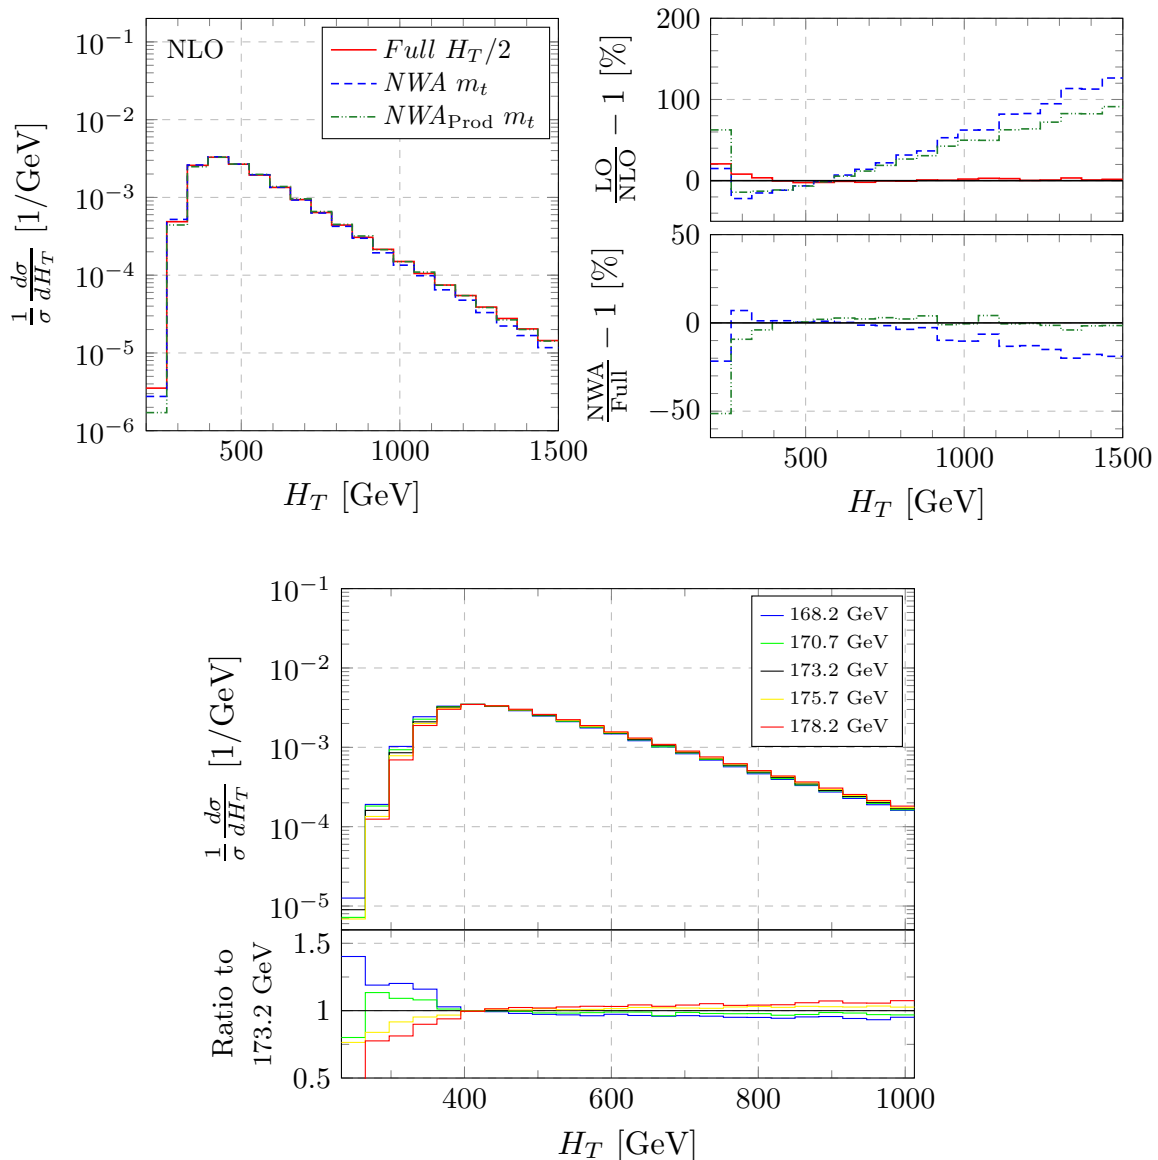 NLO
Full H_T/2
NWA m_t
NWA_Prod m_t
10^−1
10^−2
10^−3
10^−4
10^−5
10^−6
500
1000
1500
H_T [GeV]
1/σ dσ/dH_T [1/GeV]
200
100
0
LO/NLO − 1 [%]
50
0
−50
NWA/Full − 1 [%]
500
1000
1500
H_T [GeV]
168.2 GeV
170.7 GeV
173.2 GeV
175.7 GeV
178.2 GeV
10^−1
10^−2
10^−3
10^−4
10^−5
1/σ dσ/dH_T [1/GeV]
1.5
1
0.5
Ratio to
173.2 GeV
400
600
800
1000
H_T [GeV]